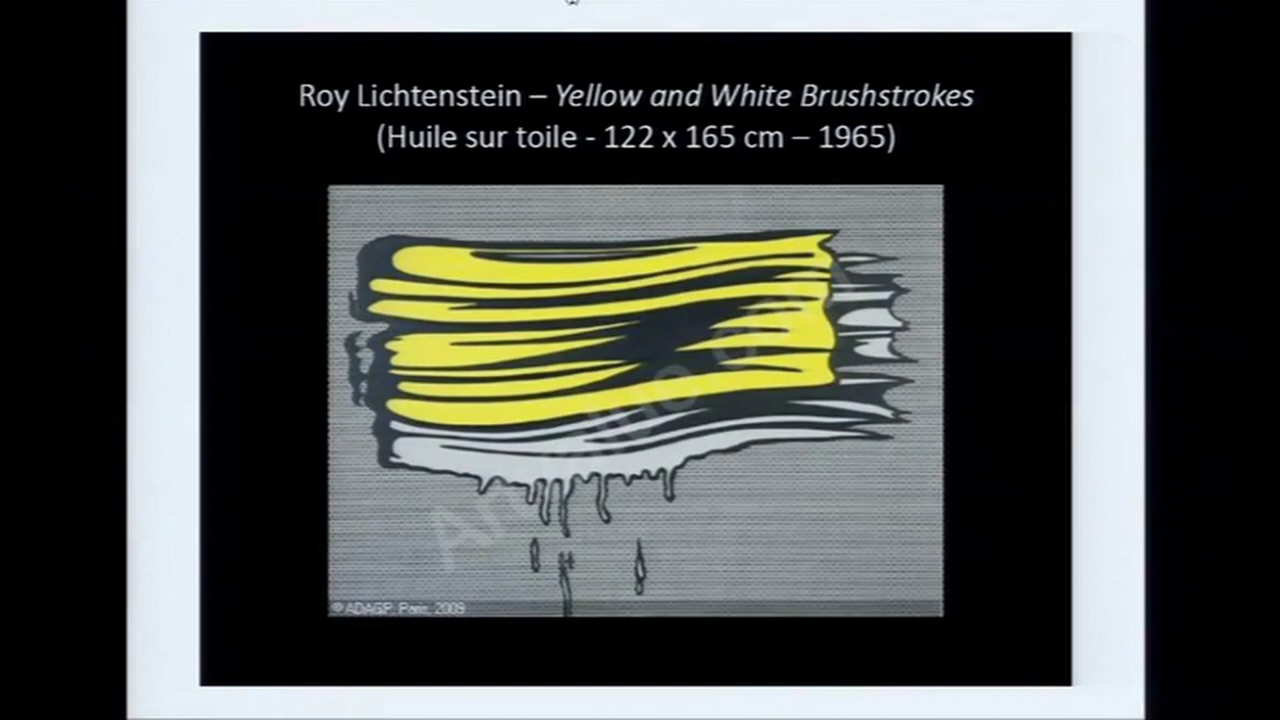 Roy Lichtenstein – Yellow and White Brushstrokes
(Huile sur toile - 122 x 165 cm – 1965)
© ADAGP, Paris, 2009